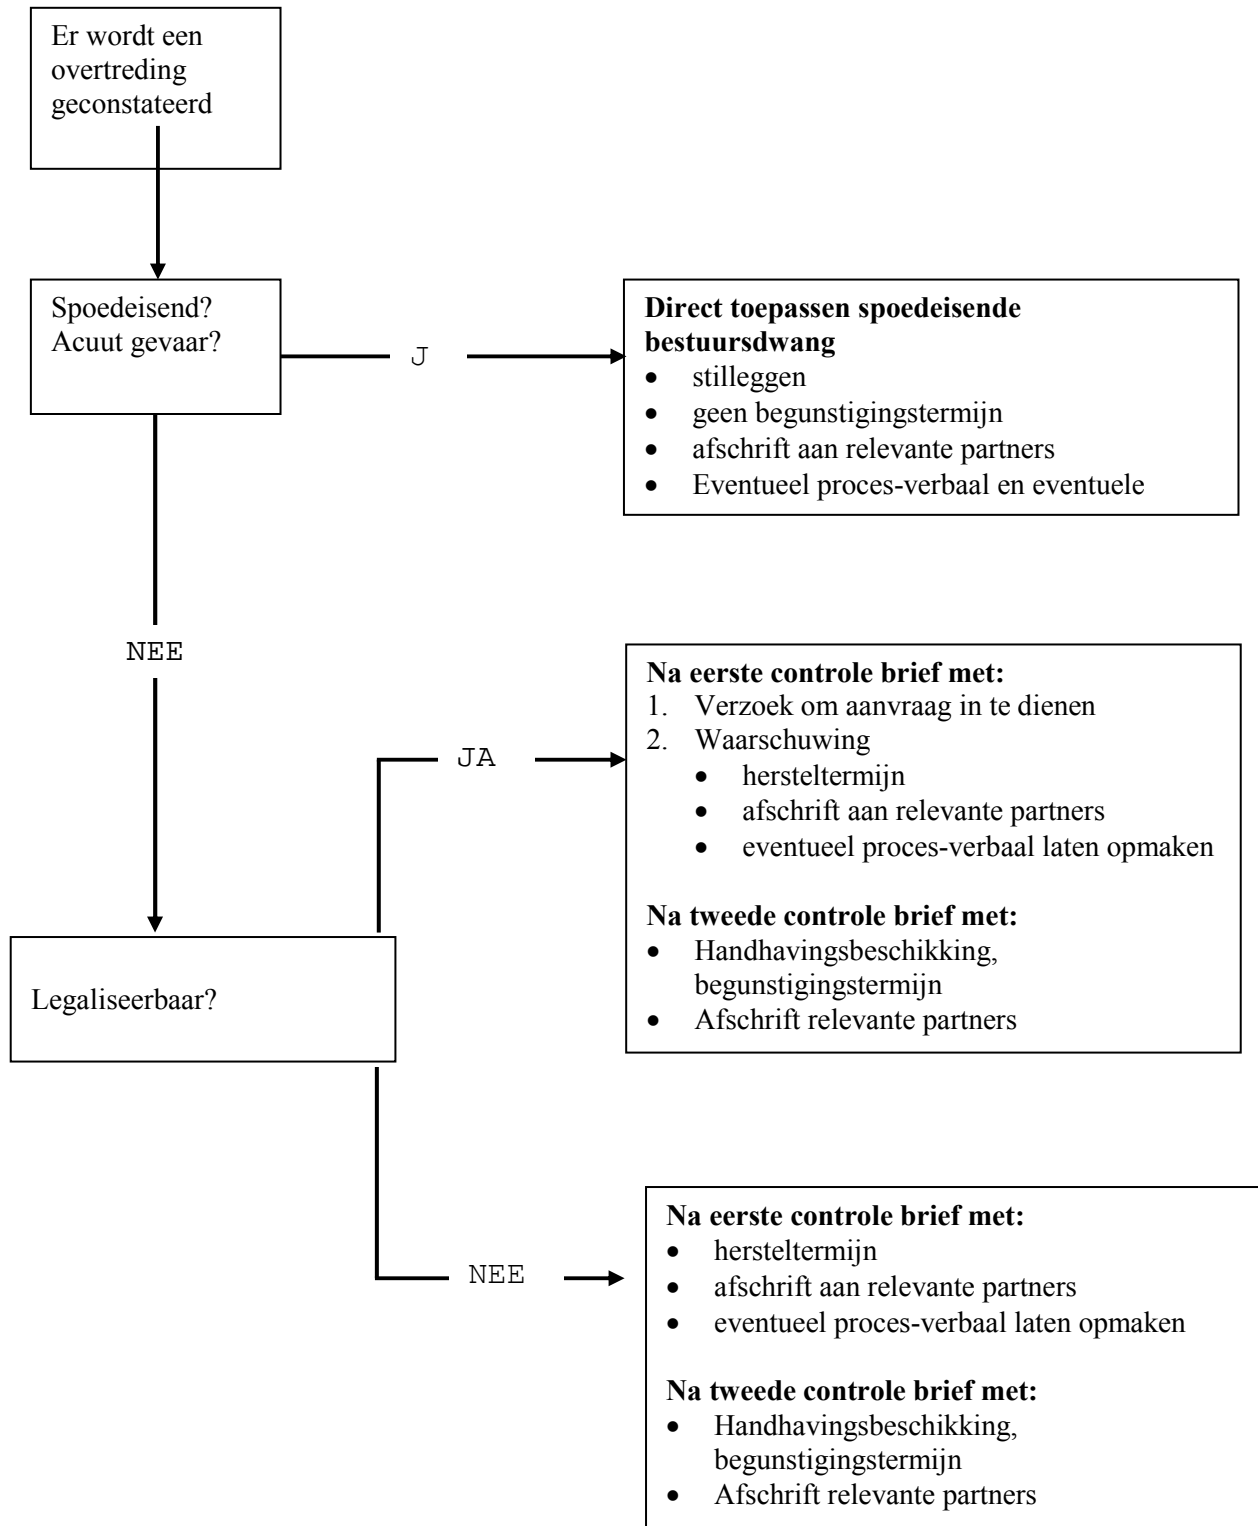 Er wordt een
overtreding
geconstateerd
Spoedeisend?
Acuut gevaar?
J
Direct toepassen spoedeisende
bestuursdwang
• stilleggen
• geen begunstigingstermijn
• afschrift aan relevante partners
• Eventueel proces-verbaal en eventuele
NEE
Na eerste controle brief met:
1. Verzoek om aanvraag in te dienen
2. Waarschuwing
• hersteltermijn
• afschrift aan relevante partners
• eventueel proces-verbaal laten opmaken
Na tweede controle brief met:
• Handhavingsbeschikking,
begunstigingstermijn
• Afschrift relevante partners
JA
Legaliseerbaar?
NEE
Na eerste controle brief met:
• hersteltermijn
• afschrift aan relevante partners
• eventueel proces-verbaal laten opmaken
Na tweede controle brief met:
• Handhavingsbeschikking,
begunstigingstermijn
• Afschrift relevante partners